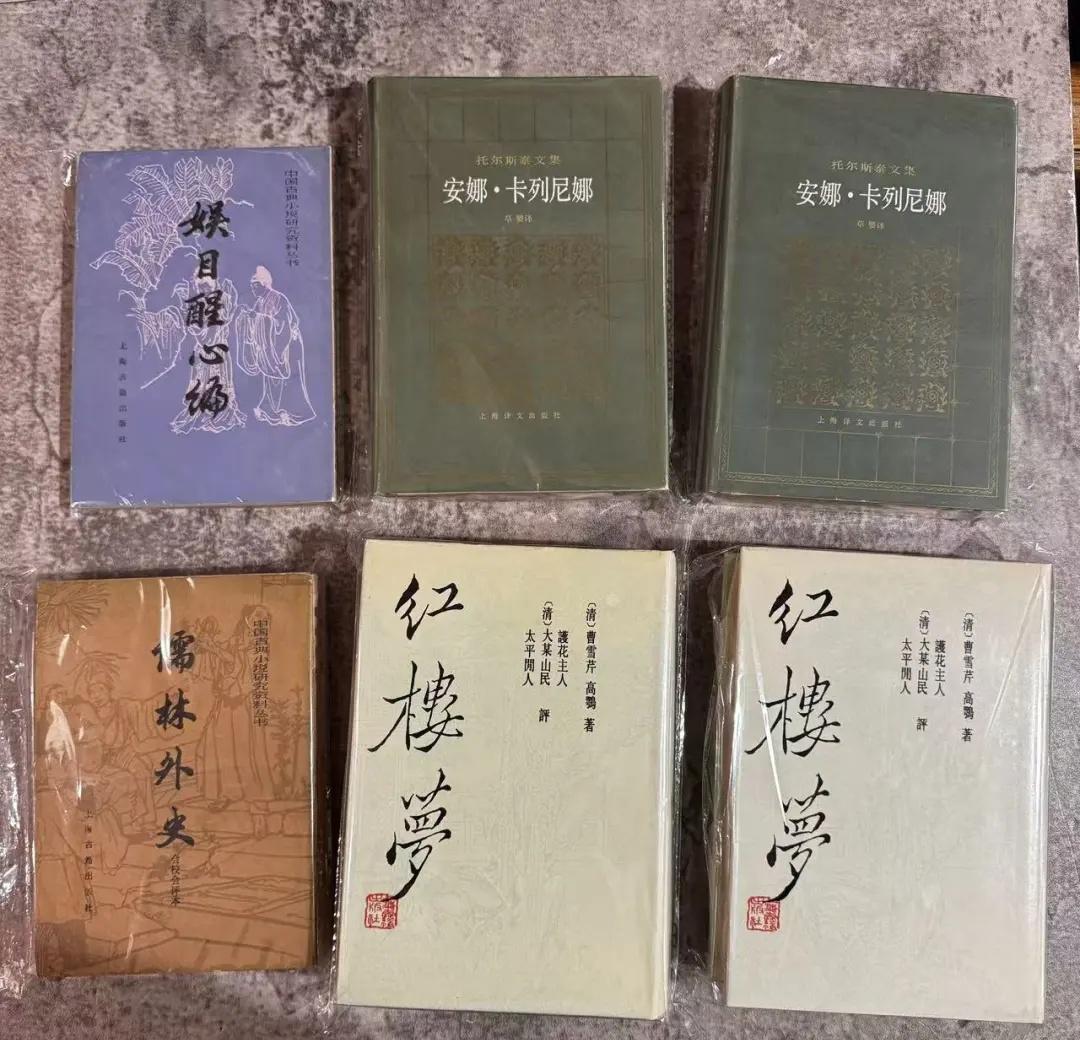 中国古典小说研究资料丛书
娱目醒心编
上海古籍出版社
托尔斯泰文集
安娜·卡列尼娜
草婴译
上海译文出版社
托尔斯泰文集
安娜·卡列尼娜
草婴译
上海译文出版社
中国古典小说研究资料丛书
儒林外史
会校会评本
上海古籍出版社
〔清〕曹雪芹 高鶚 著
護花主人
〔清〕大某山民 評
太平閒人
红樓夢
〔清〕曹雪芹 高鶚 著
護花主人
〔清〕大某山民 評
太平閒人
红樓夢